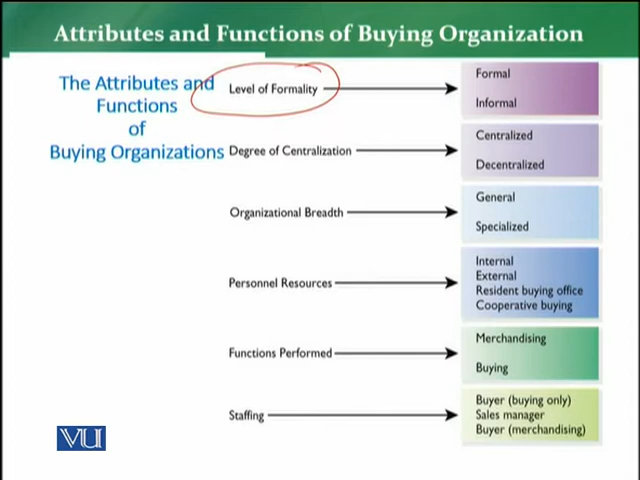 Attributes and Functions of Buying Organization
The Attributes and
Functions
of
Buying Organizations
Level of Formality
Formal
Informal
Degree of Centralization
Centralized
Decentralized
Organizational Breadth
General
Specialized
Personnel Resources
Internal
External
Resident buying office
Cooperative buying
Functions Performed
Merchandising
Buying
Staffing
Buyer (buying only)
Sales manager
Buyer (merchandising)
VU